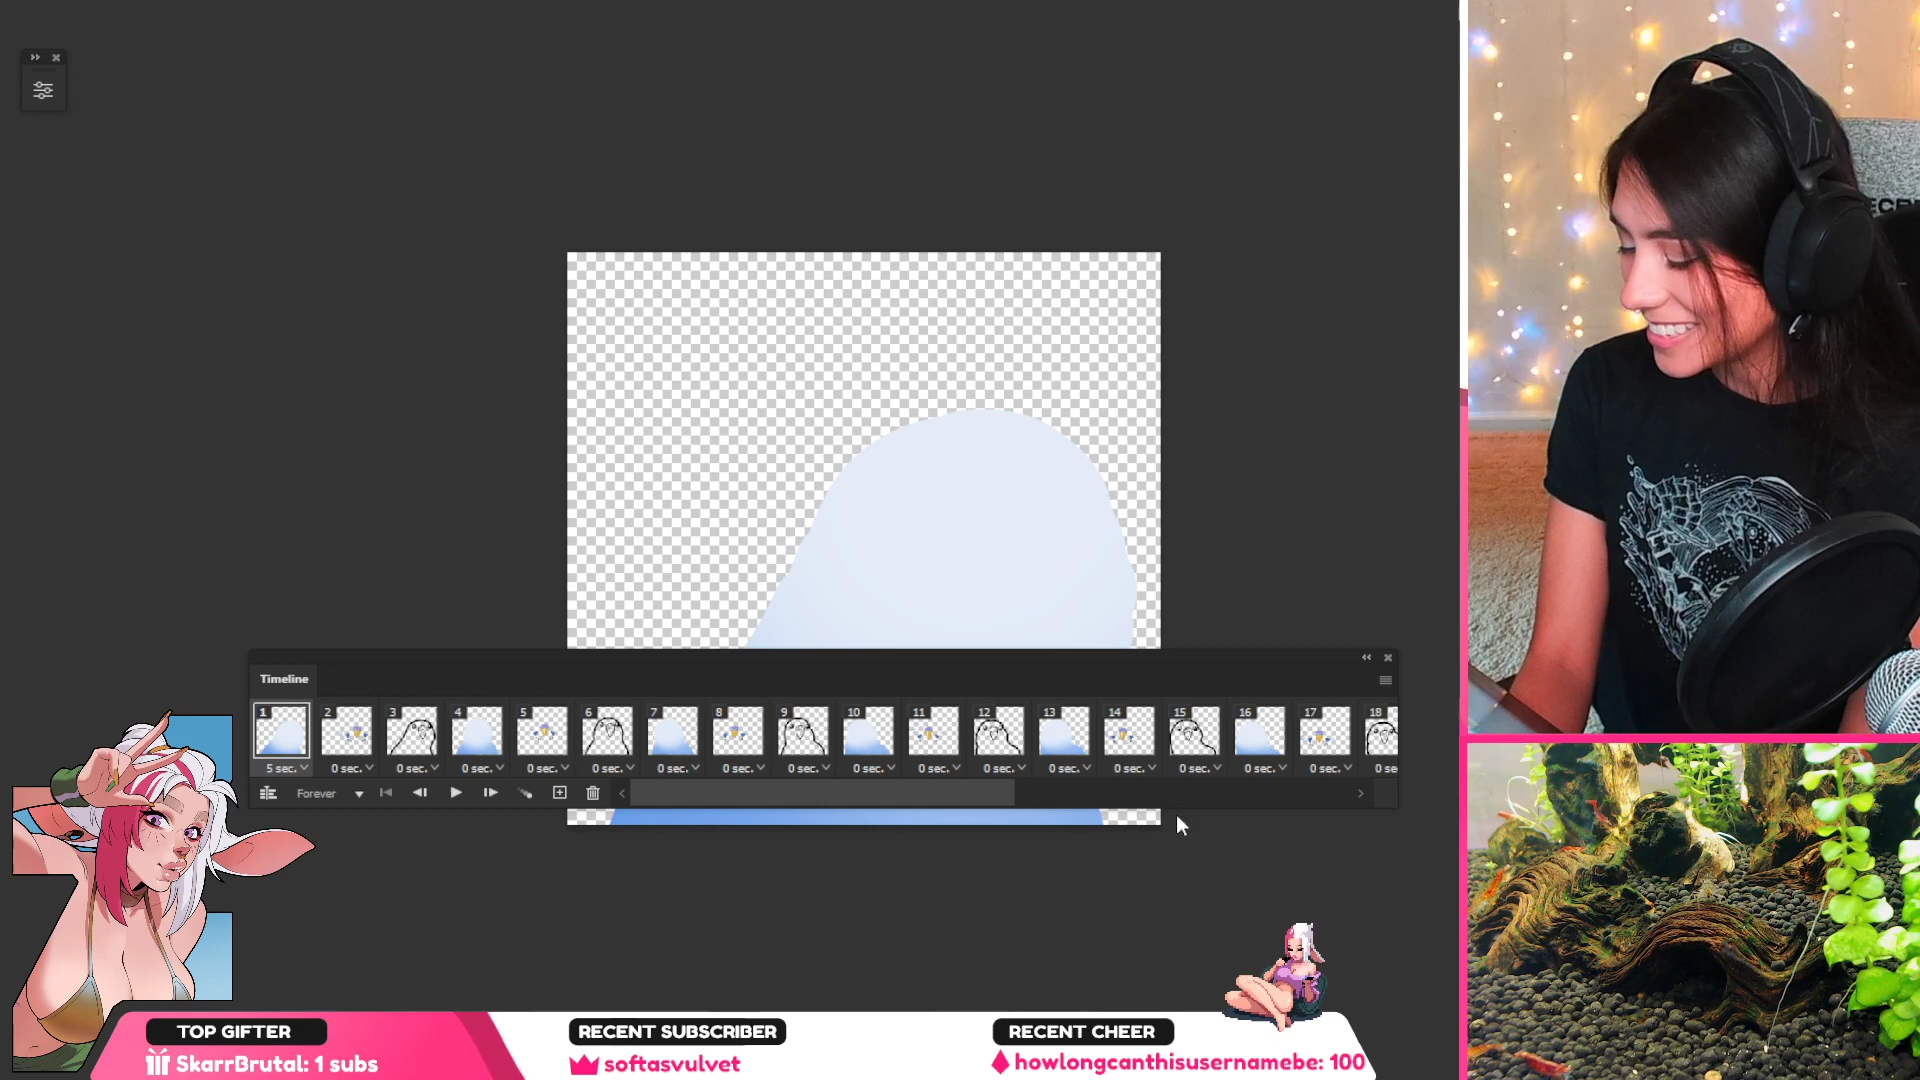 Timeline
1 2 3 4 5 6 7 8 9 10 11 12 13 14 15 16 17 18
5 sec. 0 sec. 0 sec. 0 sec. 0 sec. 0 sec. 0 sec. 0 sec. 0 sec. 0 sec. 0 sec. 0 sec. 0 sec. 0 sec. 0 sec. 0 sec. 0 sec. 0 se
Forever
TOP GIFTER
SkarrBrutal: 1 subs
RECENT SUBSCRIBER
softasvulvet
RECENT CHEER
howlongcanthisusernamebe: 100